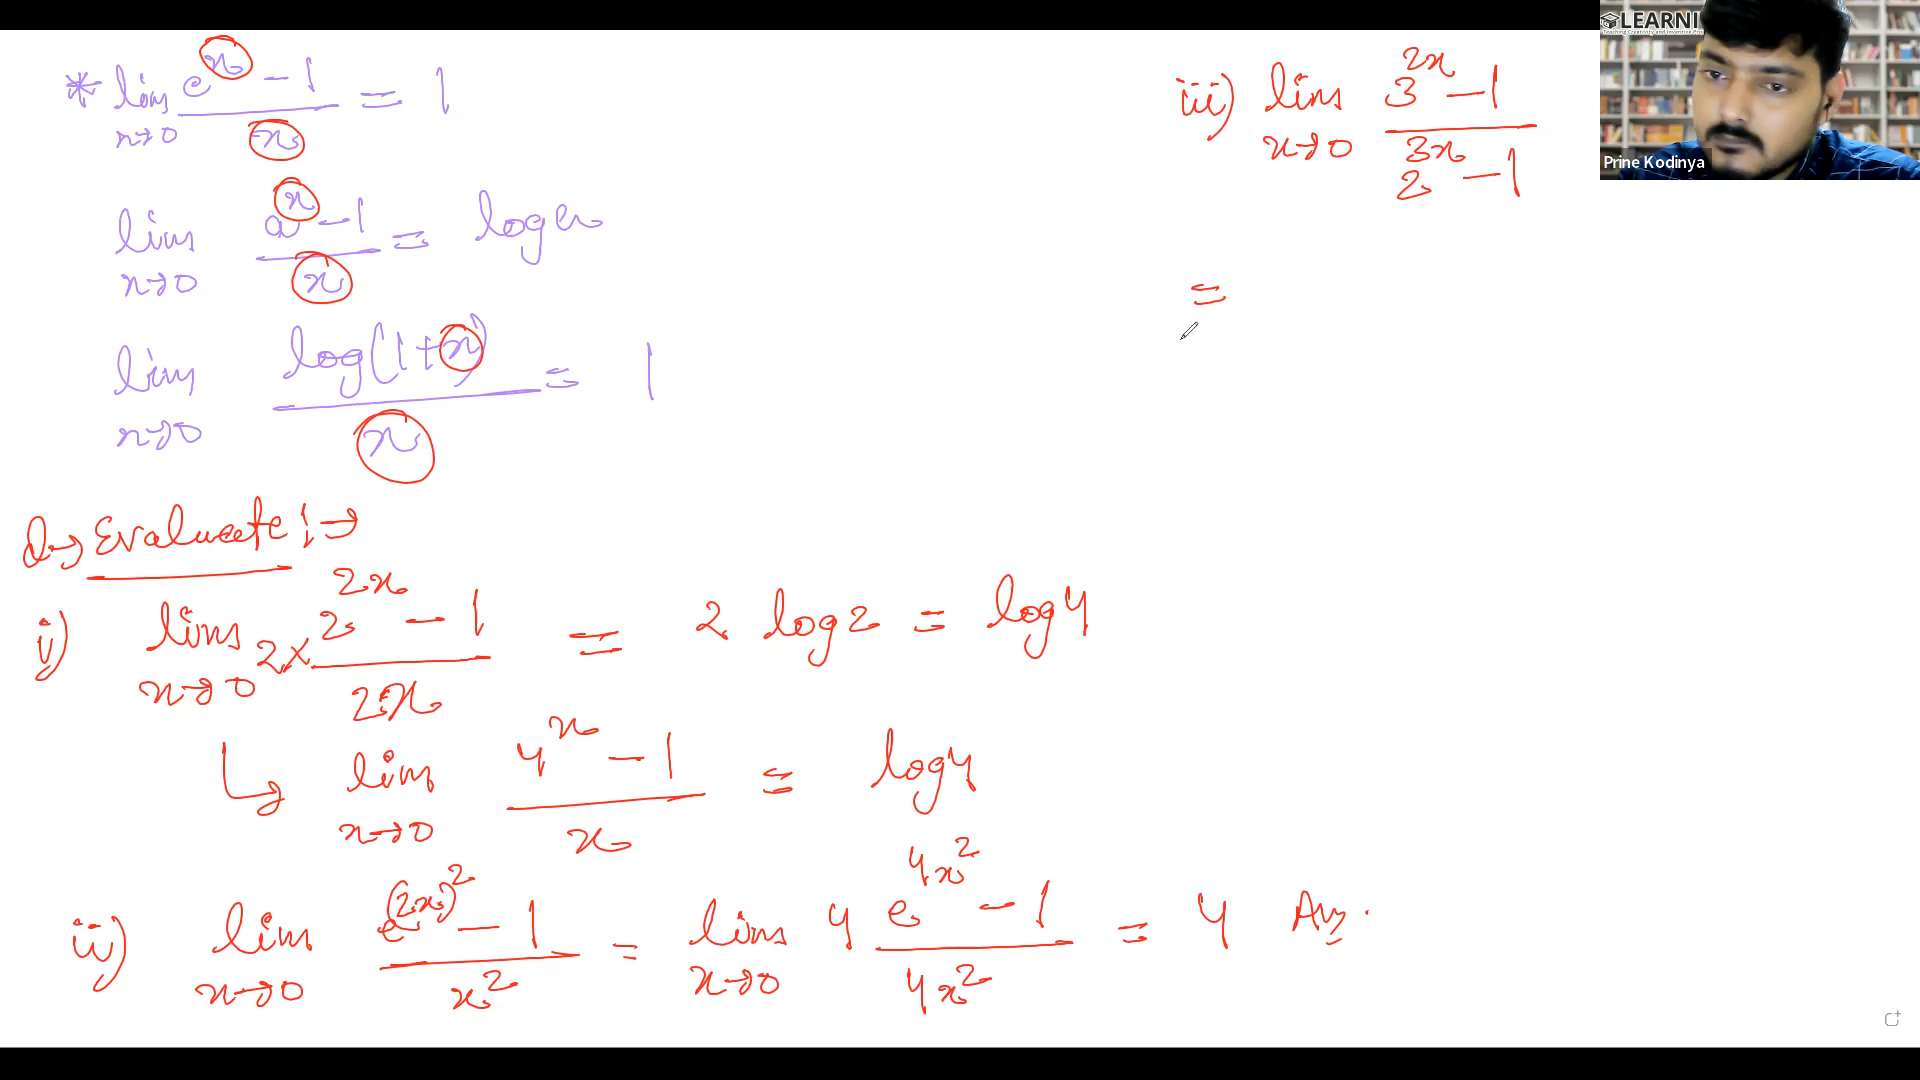 * lim e^x - 1 / x = 1
x→0
lim a^x - 1 / x = log a
x→0
lim log(1+x) / x = 1
x→0
Q→ Evaluate :→
i) lim 2 × 2^2x - 1 / 2x = 2 log 2 = log 4
x→0
↳ lim 4^x - 1 / x = log 4
x→0
ii) lim e^(2x)^2 - 1 / x^2 = lim 4 e^4x^2 - 1 / 4x^2 = 4 Ans.
x→0 x→0
iii) lim 3^2x - 1 / 2^3x - 1
x→0
=
LEARNI
Prine Kodinya